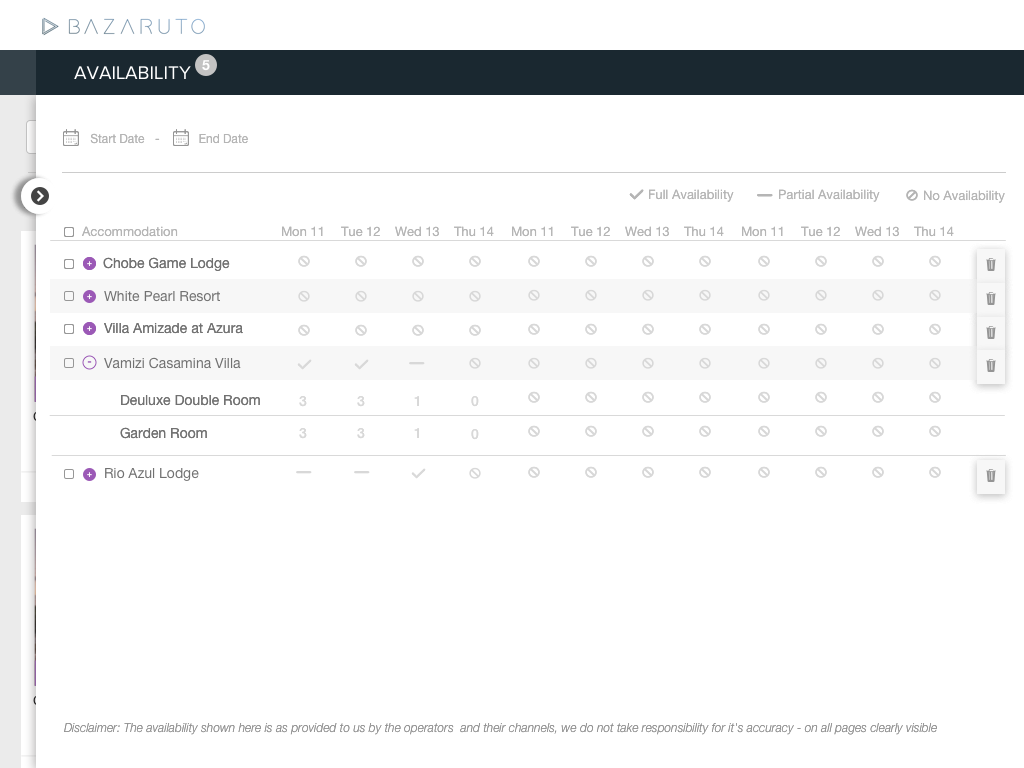 BAZARUTO
AVAILABILITY 5
Start Date - End Date
Full Availability Partial Availability No Availability
Accommodation Mon 11 Tue 12 Wed 13 Thu 14 Mon 11 Tue 12 Wed 13 Thu 14 Mon 11 Tue 12 Wed 13 Thu 14
Chobe Game Lodge
White Pearl Resort
Villa Amizade at Azura
Vamizi Casamina Villa
Deuluxe Double Room 3 3 1 0
Garden Room 3 3 1 0
Rio Azul Lodge
Disclaimer: The availability shown here is as provided to us by the operators and their channels, we do not take responsibility for it's accuracy - on all pages clearly visible